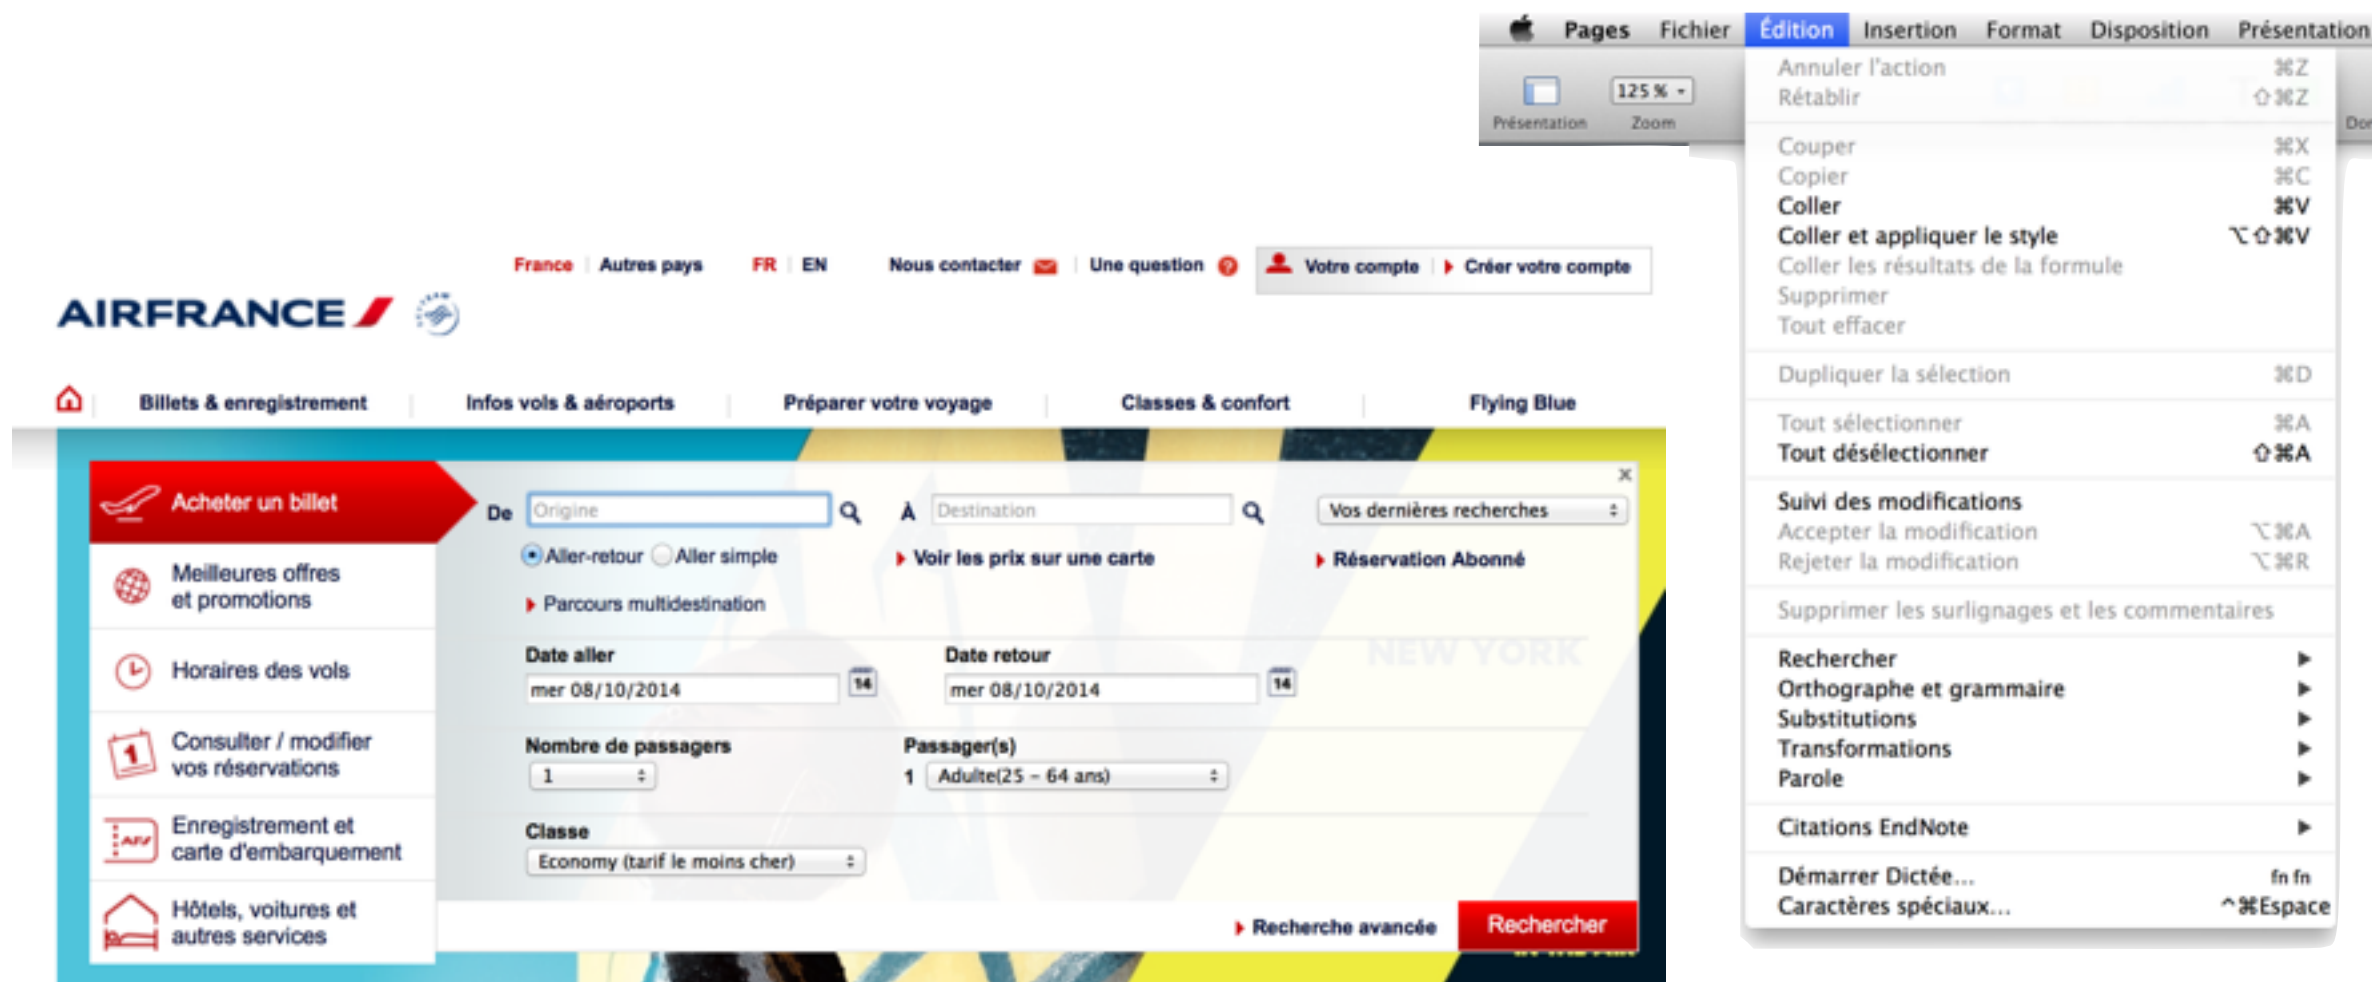 France Autres pays FR EN Nous contacter Une question ? Votre compte Créer votre compte
AIRFRANCE
Billets & enregistrement Infos vols & aéroports Préparer votre voyage Classes & confort Flying Blue
Acheter un billet
Meilleures offres
et promotions
Horaires des vols
1
Consulter / modifier
vos réservations
Enregistrement et
carte d'embarquement
Hôtels, voitures et
autres services
x
De Origine À Destination Vos dernières recherches
Aller-retour Aller simple Voir les prix sur une carte Réservation Abonné
Parcours multidestination
NEW YORK
Date aller Date retour
mer 08/10/2014 14 mer 08/10/2014 14
Nombre de passagers Passager(s)
1 1 Adulte(25 – 64 ans)
Classe
Economy (tarif le moins cher)
Recherche avancée Rechercher
Pages Fichier Édition Insertion Format Disposition Présentation
125 %
Présentation Zoom
Annuler l'action ⌘Z
Rétablir ⇧⌘Z
Couper ⌘X
Copier ⌘C
Coller ⌘V
Coller et appliquer le style ⌥⇧⌘V
Coller les résultats de la formule
Supprimer
Tout effacer
Dupliquer la sélection ⌘D
Tout sélectionner ⌘A
Tout désélectionner ⇧⌘A
Suivi des modifications
Accepter la modification ⌥⌘A
Rejeter la modification ⌥⌘R
Supprimer les surlignages et les commentaires
Rechercher ▶
Orthographe et grammaire ▶
Substitutions ▶
Transformations ▶
Parole ▶
Citations EndNote ▶
Démarrer Dictée... fn fn
Caractères spéciaux... ^⌘Espace